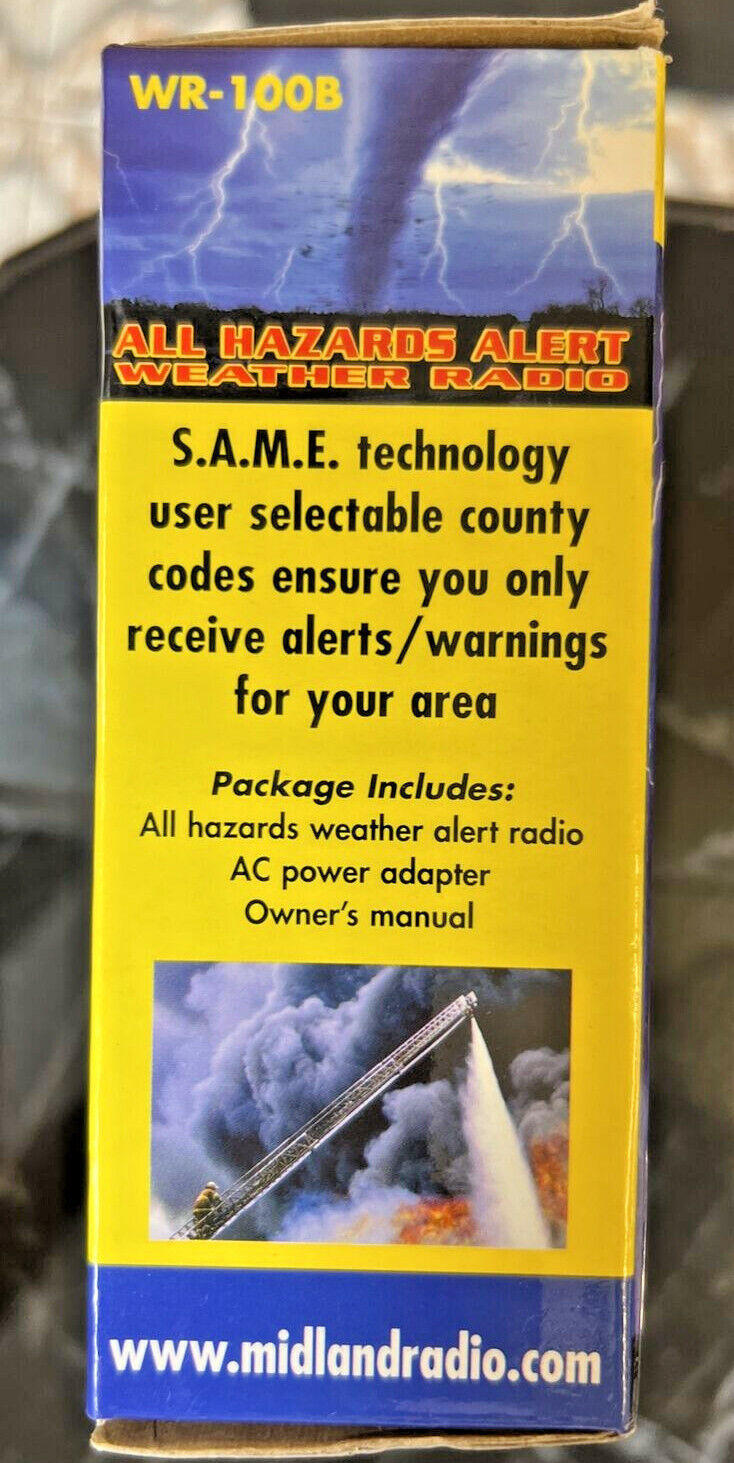 WR-100B
ALL HAZARDS ALERT
WEATHER RADIO
S.A.M.E. technology
user selectable county
codes ensure you only
receive alerts/warnings
for your area
Package Includes:
All hazards weather alert radio
AC power adapter
Owner's manual
www.midlandradio.com